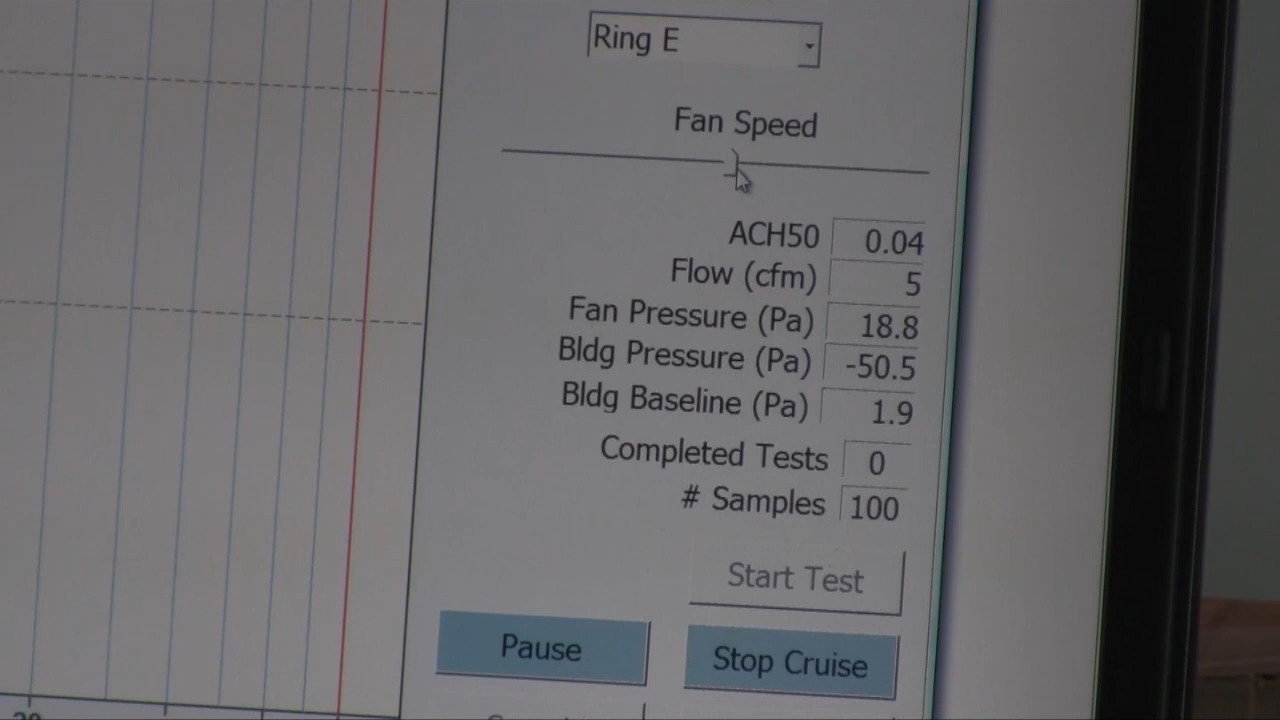 Ring E
Fan Speed
ACH50 0.04
Flow (cfm) 5
Fan Pressure (Pa) 18.8
Bldg Pressure (Pa) -50.5
Bldg Baseline (Pa) 1.9
Completed Tests 0
# Samples 100
Start Test
Pause Stop Cruise